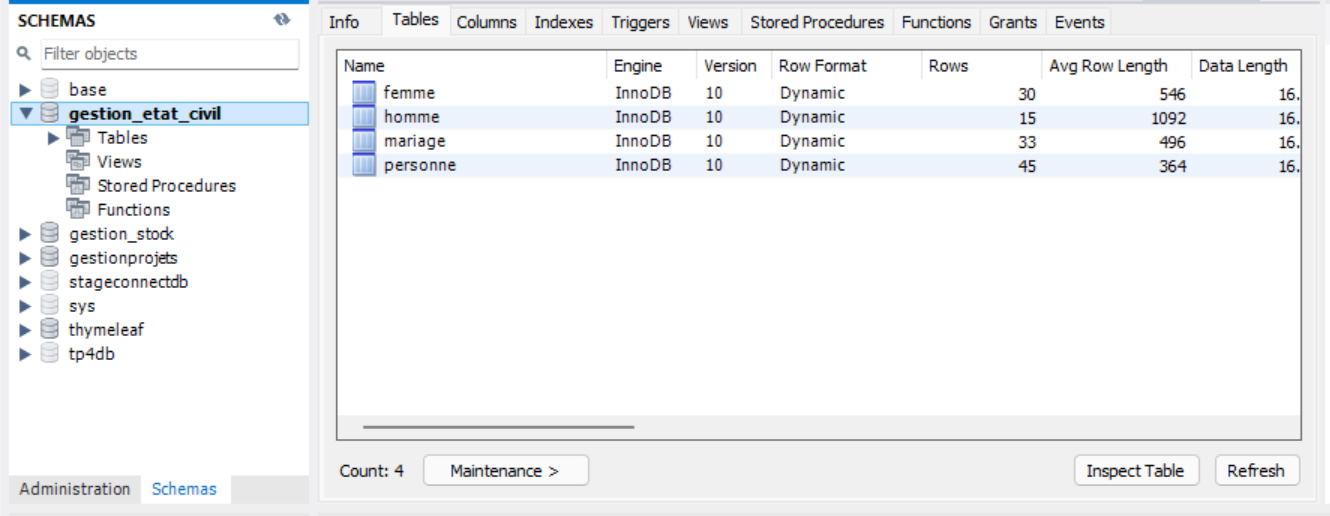 SCHEMAS
Filter objects
base
gestion_etat_civil
Tables
Views
Stored Procedures
Functions
gestion_stock
gestionprojets
stageconnectdb
sys
thymeleaf
tp4db
Administration Schemas
Info Tables Columns Indexes Triggers Views Stored Procedures Functions Grants Events
Name Engine Version Row Format Rows Avg Row Length Data Length
femme InnoDB 10 Dynamic 30 546 16.
homme InnoDB 10 Dynamic 15 1092 16.
mariage InnoDB 10 Dynamic 33 496 16.
personne InnoDB 10 Dynamic 45 364 16.
Count: 4 Maintenance > Inspect Table Refresh